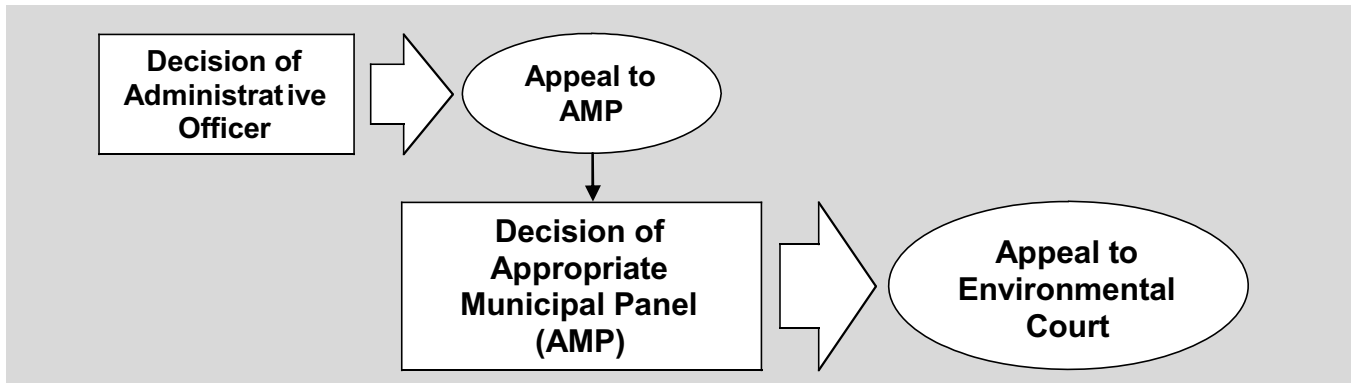 Decision of
Administrative
Officer
Appeal to
AMP
Decision of
Appropriate
Municipal Panel
(AMP)
Appeal to
Environmental
Court